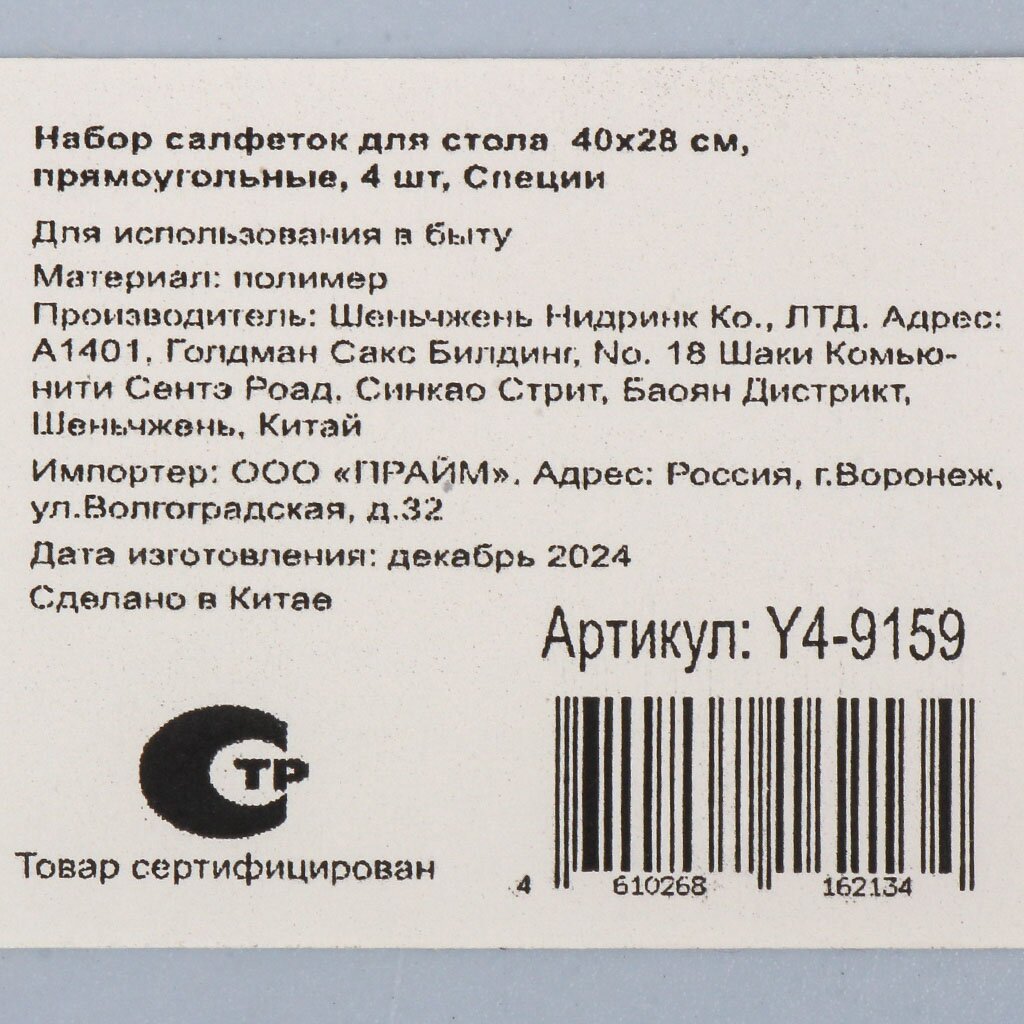 Набор салфеток для стола 40х28 см,
прямоугольные, 4 шт, Специи
Для использования в быту
Материал: полимер
Производитель: Шеньчжень Нидринк Ко., ЛТД. Адрес:
А1401, Голдман Сакс Билдинг, No. 18 Шаки Комью-
нити Сентэ Роад, Синкао Стрит, Баоян Дистрикт,
Шеньчжень, Китай
Импортер: ООО «ПРАЙМ». Адрес: Россия, г.Воронеж,
ул.Волгоградская, д.32
Дата изготовления: декабрь 2024
Сделано в Китае
Артикул: Y4-9159
ТР
Товар сертифицирован
4 610268 162134